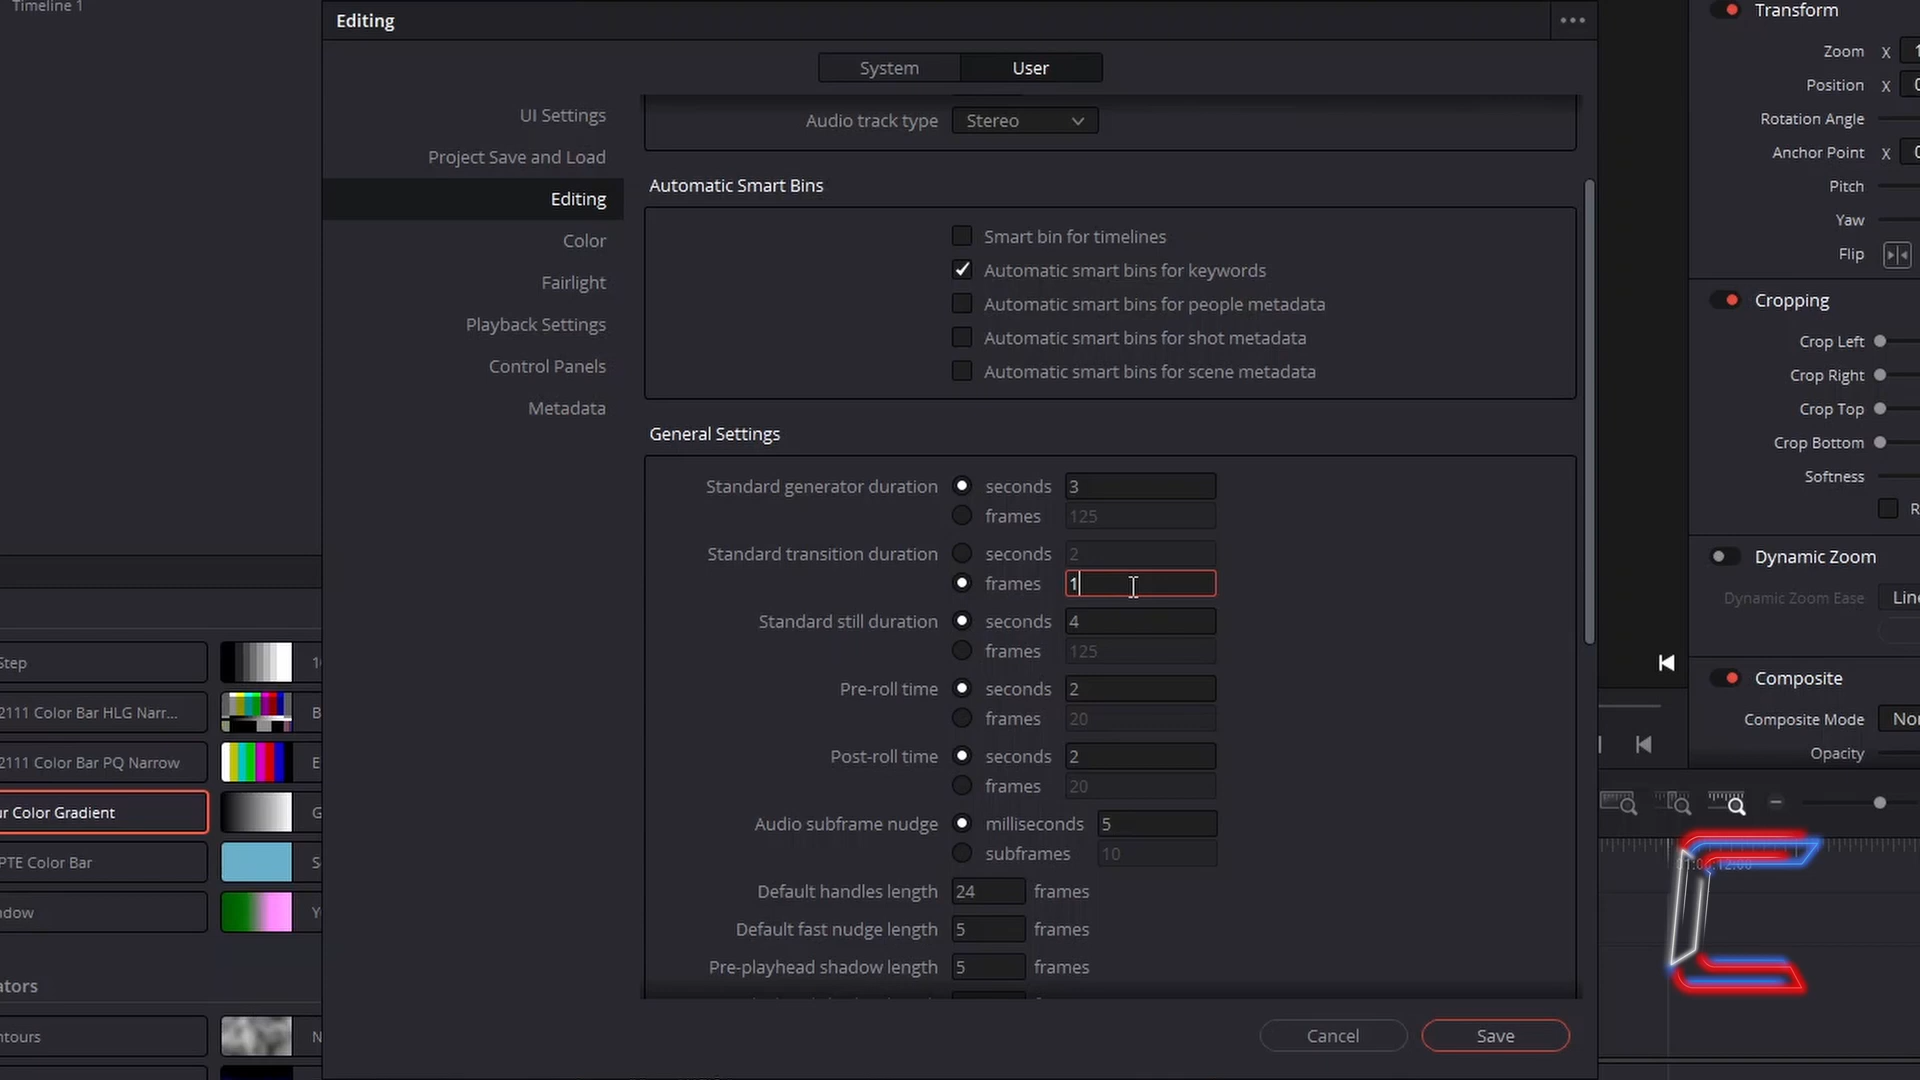 Timeline 1
Editing
System
User
UI Settings
Project Save and Load
Editing
Color
Fairlight
Playback Settings
Control Panels
Metadata
Audio track type
Stereo
Automatic Smart Bins
Smart bin for timelines
Automatic smart bins for keywords
Automatic smart bins for people metadata
Automatic smart bins for shot metadata
Automatic smart bins for scene metadata
General Settings
Standard generator duration
seconds 3
frames 125
Standard transition duration
seconds 2
frames 1
Standard still duration
seconds 4
frames 125
Pre-roll time
seconds 2
frames 20
Post-roll time
seconds 2
frames 20
Audio subframe nudge
milliseconds 5
subframes 10
Default handles length 24 frames
Default fast nudge length 5 frames
Pre-playhead shadow length 5 frames
Cancel
Save
Transform
Zoom X 1
Position X 0
Rotation Angle
Anchor Point X 0
Pitch
Yaw
Flip
Cropping
Crop Left
Crop Right
Crop Top
Crop Bottom
Softness
R
Dynamic Zoom
Dynamic Zoom Ease Line
Composite
Composite Mode No
Opacity
Step
2111 Color Bar HLG Narr... B
2111 Color Bar PQ Narrow E
ur Color Gradient G
PTE Color Bar S
ndow Y
ators
ntours N